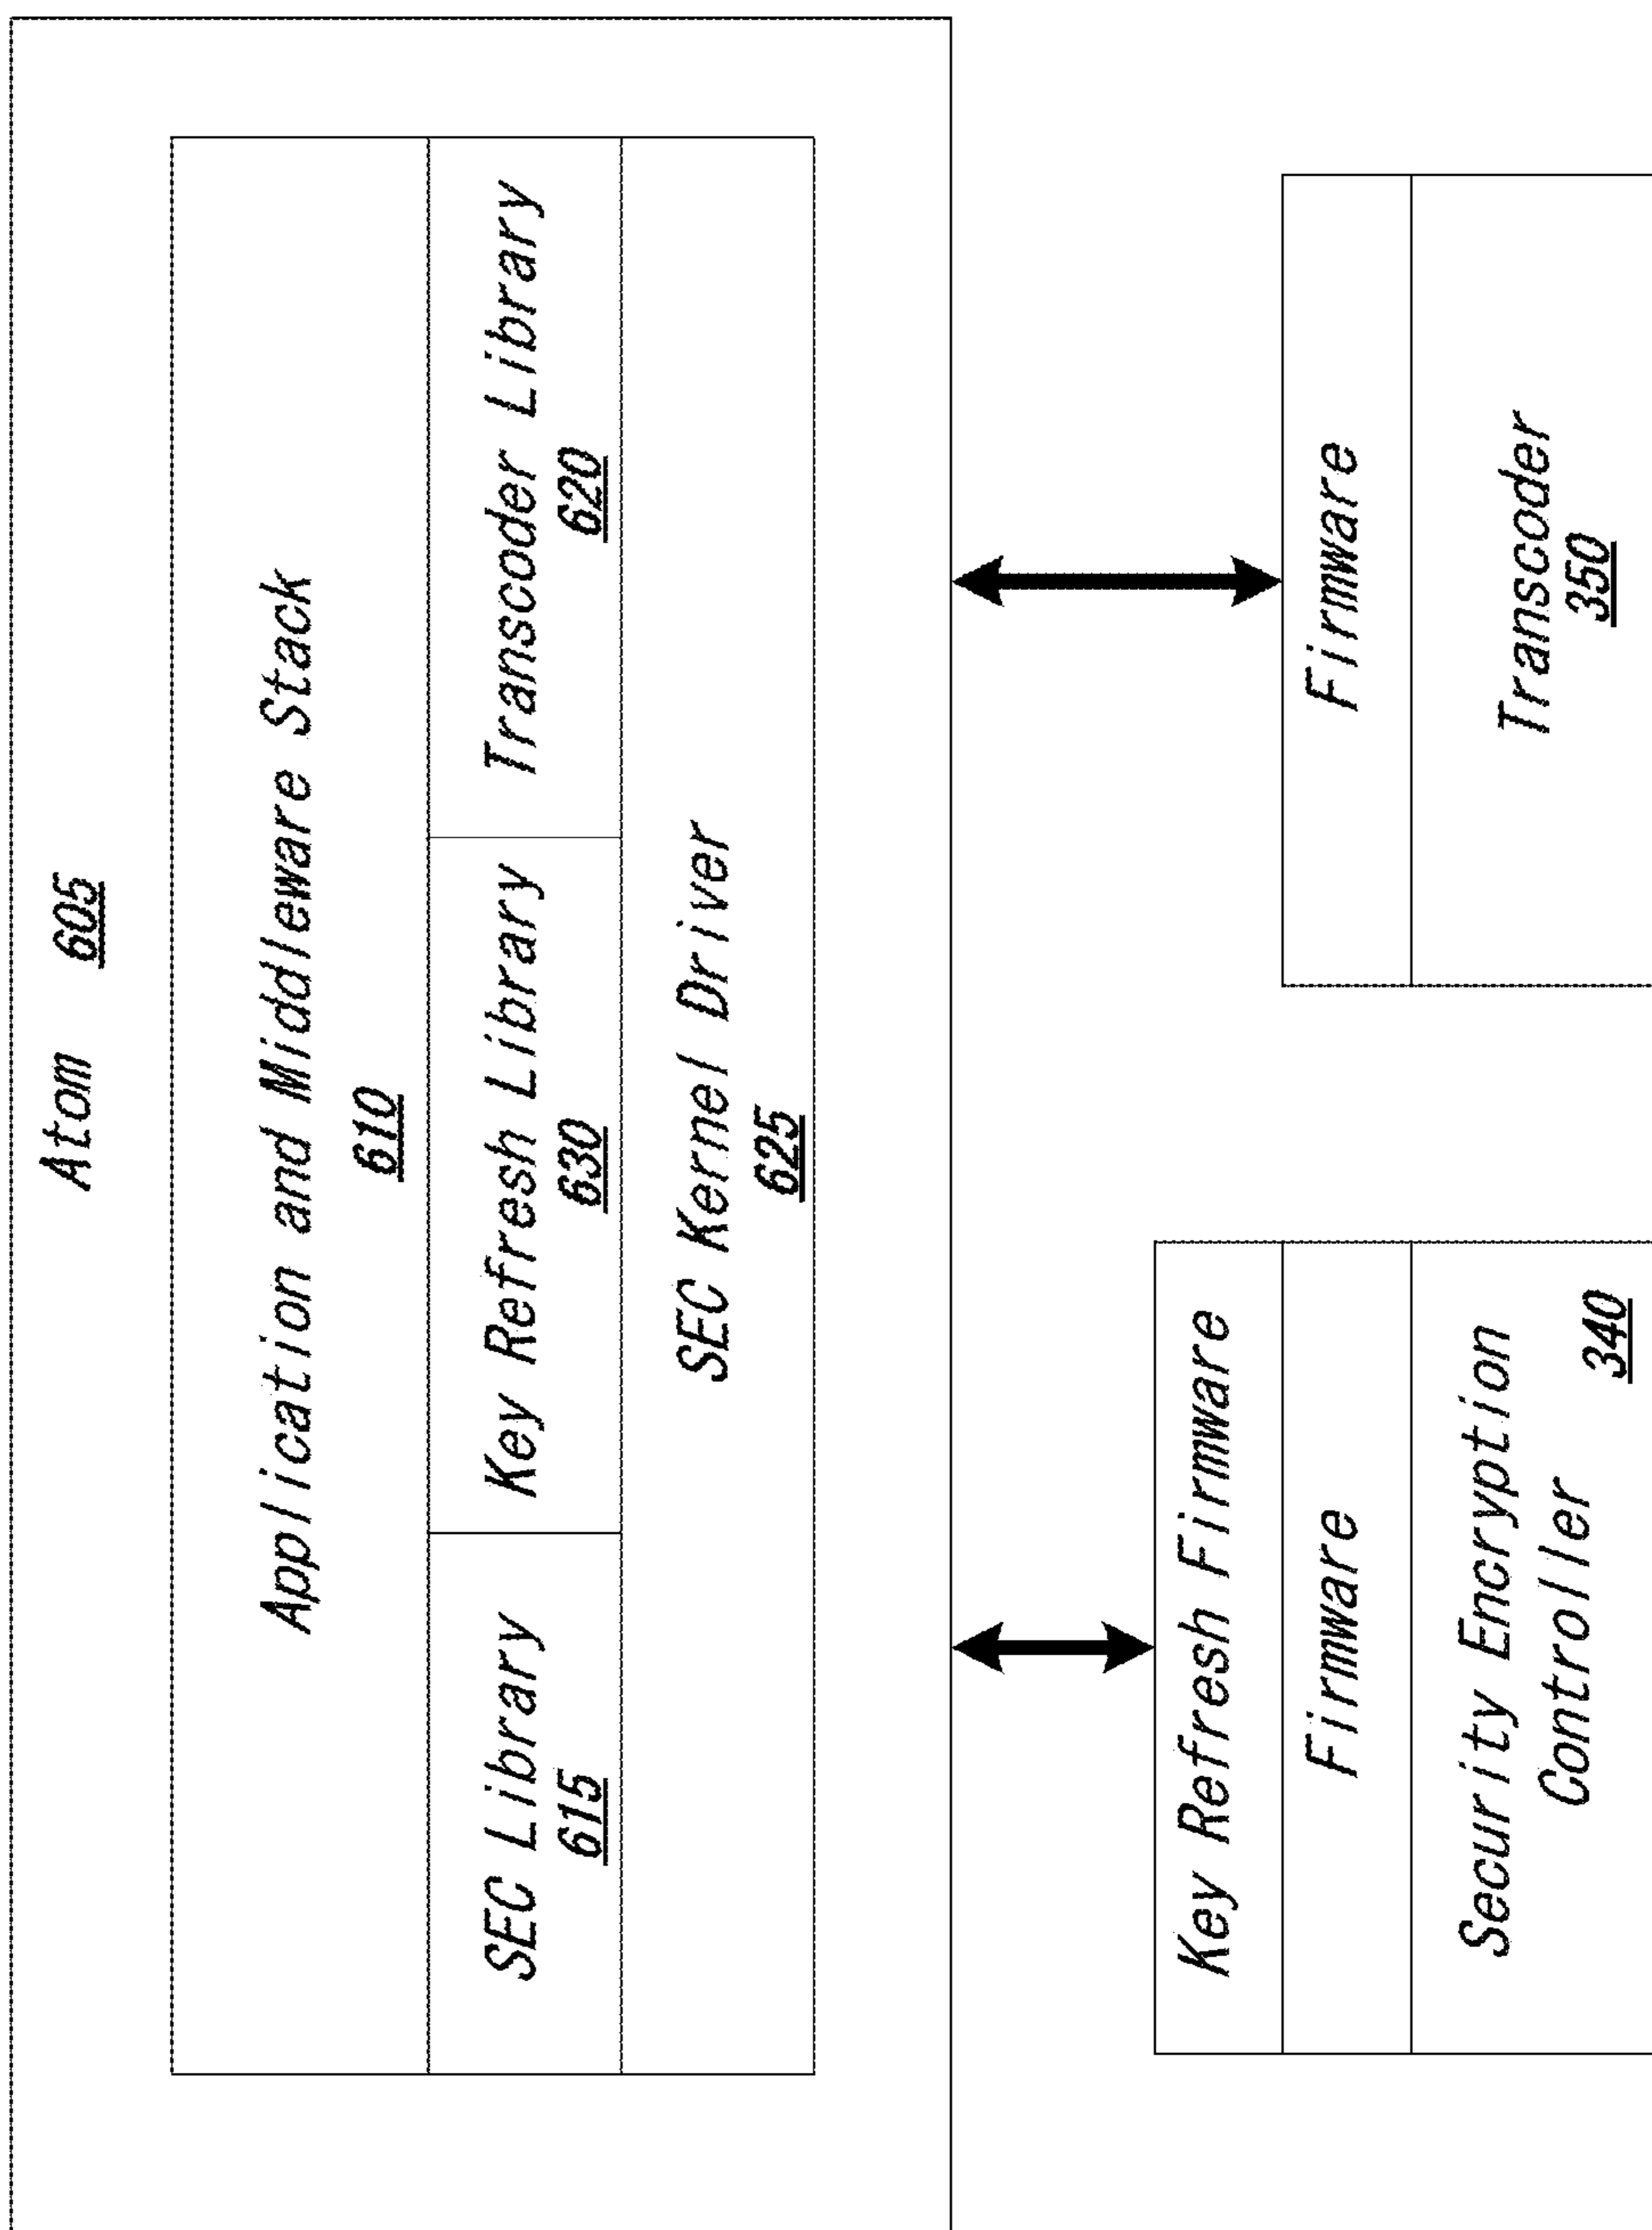 Atom 605
Application and Middleware Stack
610
SEC Library
615
Key Refresh Library
630
Transcoder Library
620
SEC Kernel Driver
625
Key Refresh Firmware
Firmware
Security Encryption
Controller
340
Firmware
Transcoder
350